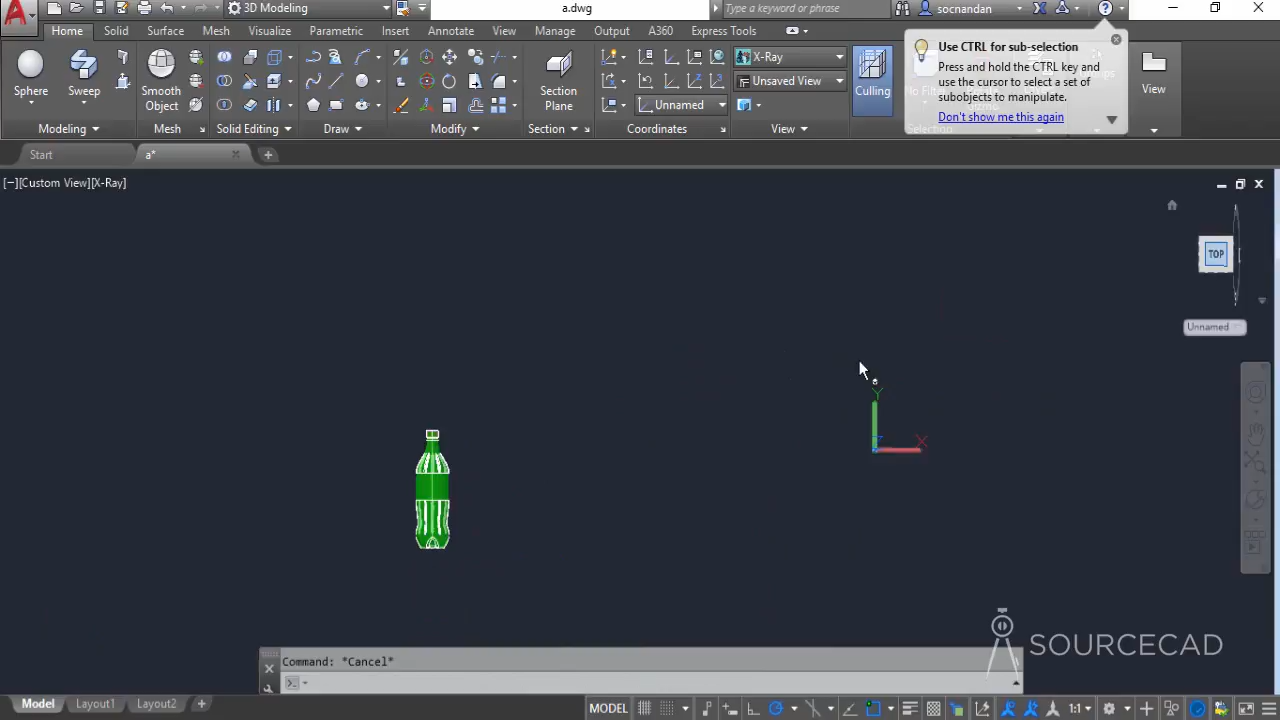 A
3D Modeling
a.dwg
Type a keyword or phrase
socnandan
Home Solid Surface Mesh Visualize Parametric Insert Annotate View Manage Output A360 Express Tools
Use CTRL for sub-selection
Press and hold the CTRL key and
use the cursor to select a set of
subobjects to manipulate.
Don't show me this again
X-Ray
Unsaved View
Sphere
Sweep
Smooth
Object
Section
Plane
Culling
View
Unnamed
Modeling
Mesh
Solid Editing
Draw
Modify
Section
Coordinates
View
Selection
Start
a*
[−][Custom View][X-Ray]
TOP
Unnamed
Y
X
SOURCECAD
Command: *Cancel*
Model Layout1 Layout2
MODEL
1:1